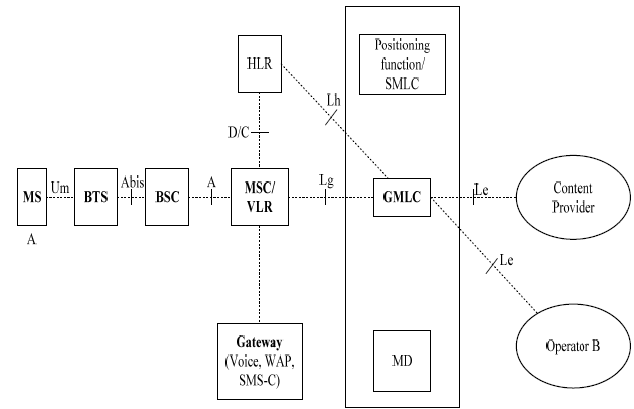 Positioning
function/
SMLC
HLR
Lh
D/C
MS
Um
BTS
Abis
BSC
A
MSC/
VLR
Lg
GMLC
Le
Content
Provider
A
Le
Gateway
(Voice, WAP,
SMS-C)
MD
Operator B